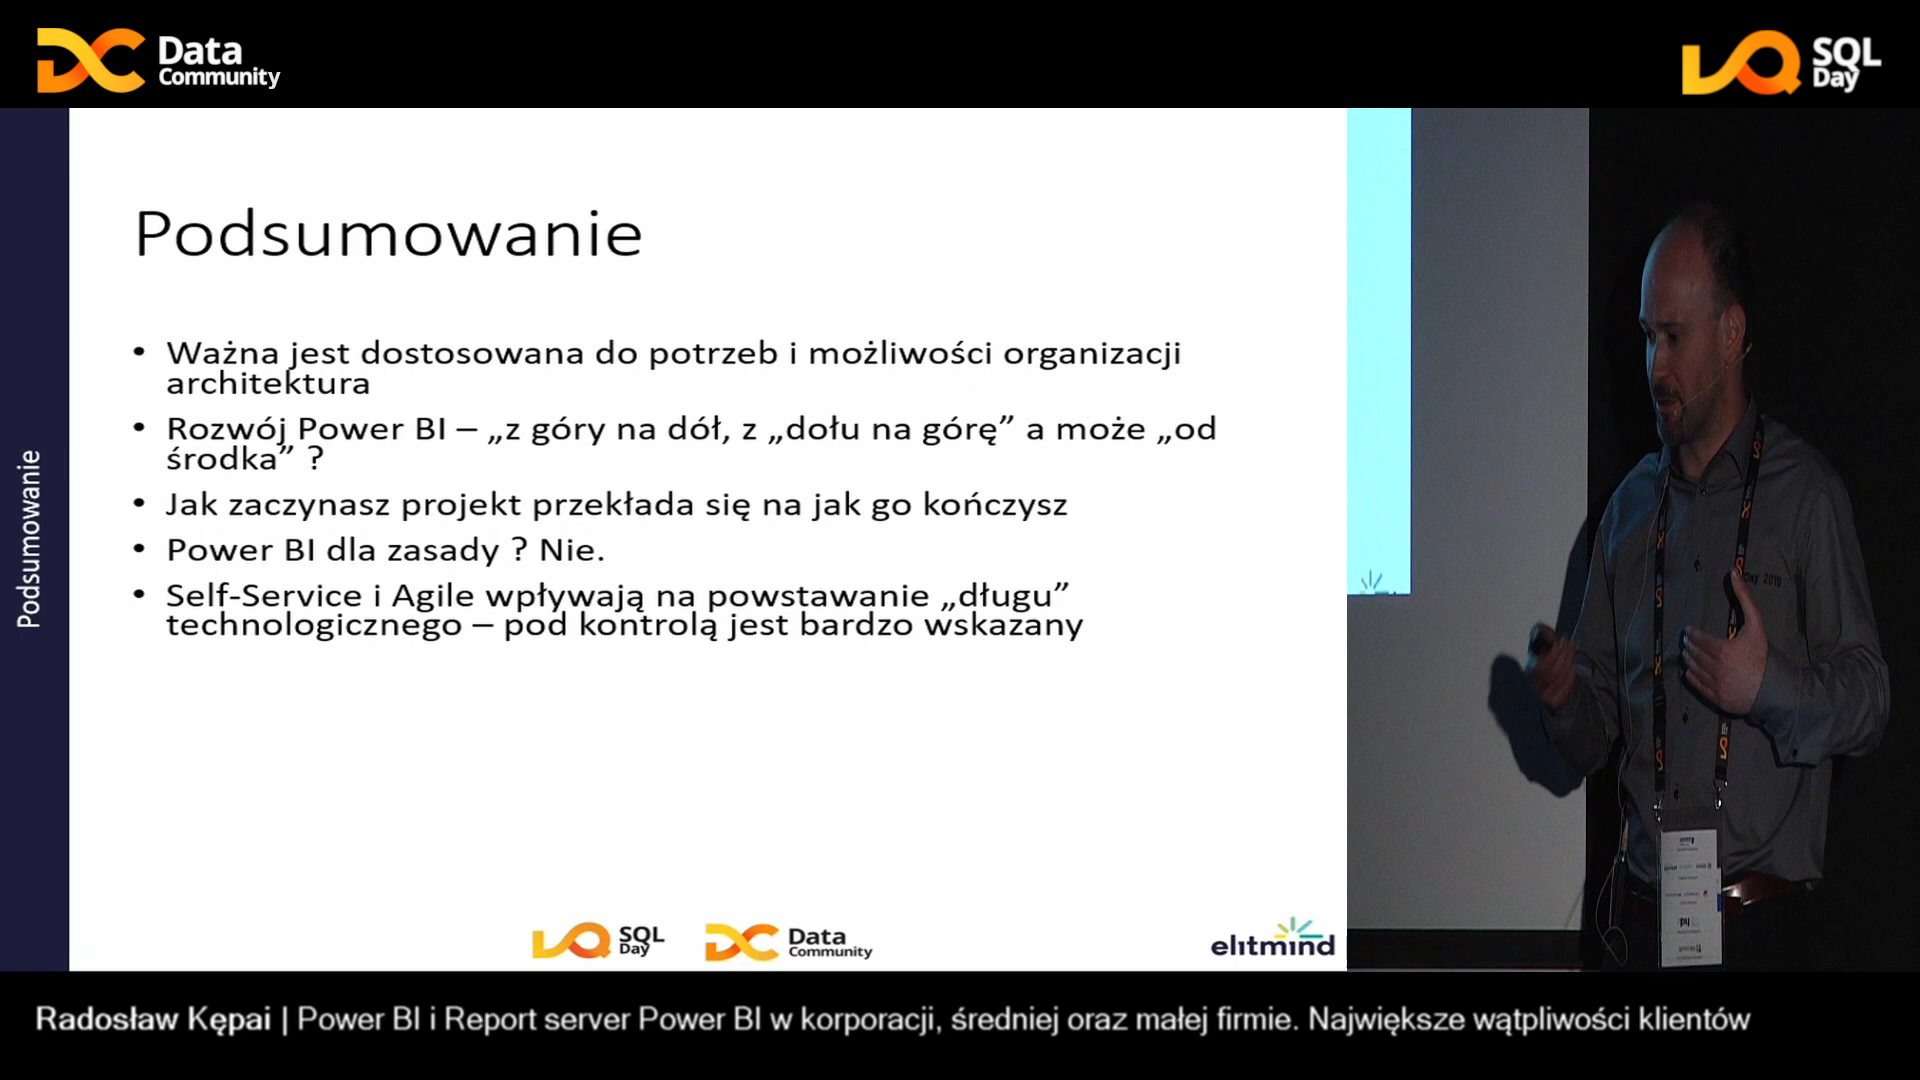 Data
Community
SQL
Day
Podsumowanie
Podsumowanie
• Ważna jest dostosowana do potrzeb i możliwości organizacji
architektura
• Rozwój Power BI – „z góry na dół, z „dołu na górę” a może „od
środka” ?
• Jak zaczynasz projekt przekłada się na jak go kończysz
• Power BI dla zasady ? Nie.
• Self-Service i Agile wpływają na powstawanie „długu”
technologicznego – pod kontrolą jest bardzo wskazany
Day 2019
SQL
Day
Data
Community
elitmind
Radosław Kępai | Power BI i Report server Power BI w korporacji, średniej oraz małej firmie. Największe wątpliwości klientów